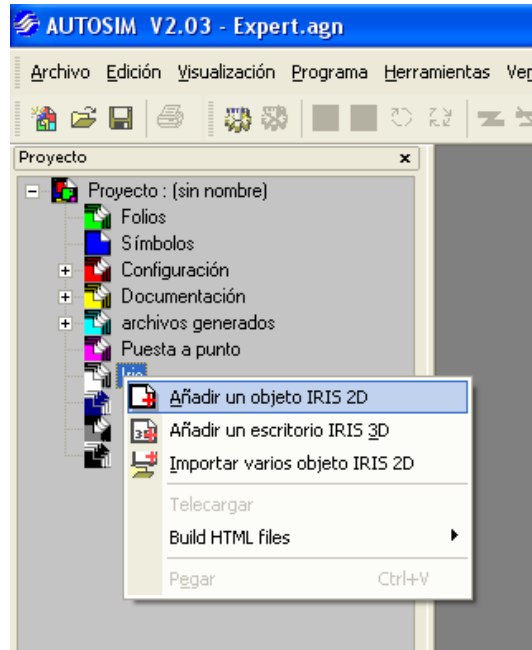 AUTOSIM V2.03 - Expert.agn
Archivo Edición Visualización Programa Herramientas Ve
Proyecto
Proyecto : (sin nombre)
Folios
Símbolos
Configuración
Documentación
archivos generados
Puesta a punto
Añadir un objeto IRIS 2D
Añadir un escritorio IRIS 3D
Importar varios objeto IRIS 2D
Telecargar
Build HTML files
Pegar Ctrl+V